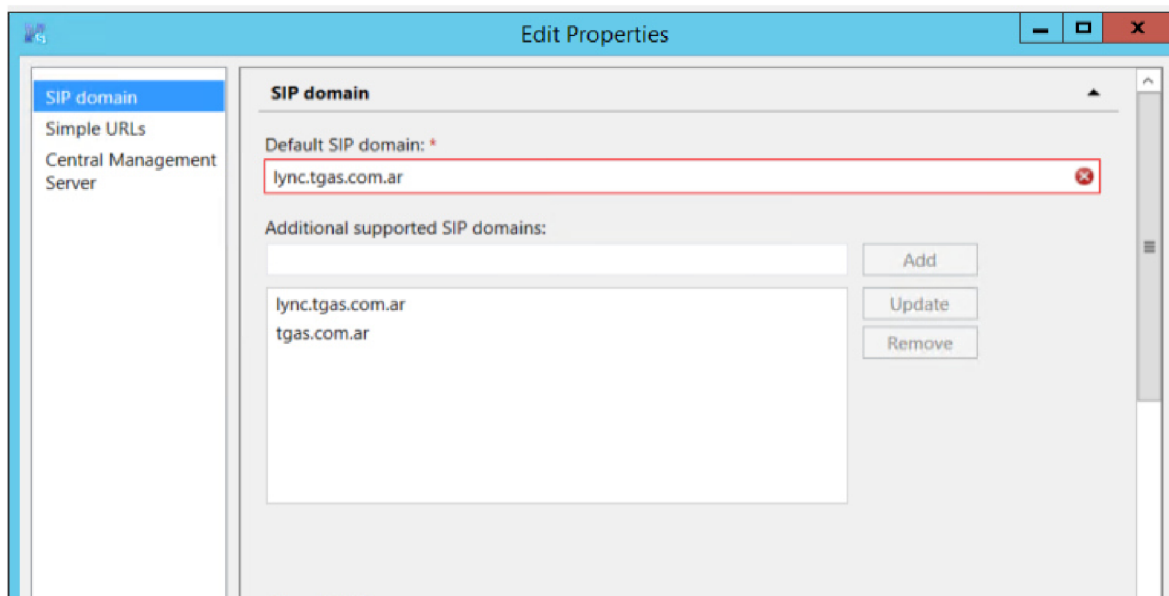 Edit Properties
SIP domain
Simple URLs
Central Management
Server
SIP domain
Default SIP domain: *
lync.tgas.com.ar
Additional supported SIP domains:
Add
lync.tgas.com.ar
tgas.com.ar
Update
Remove